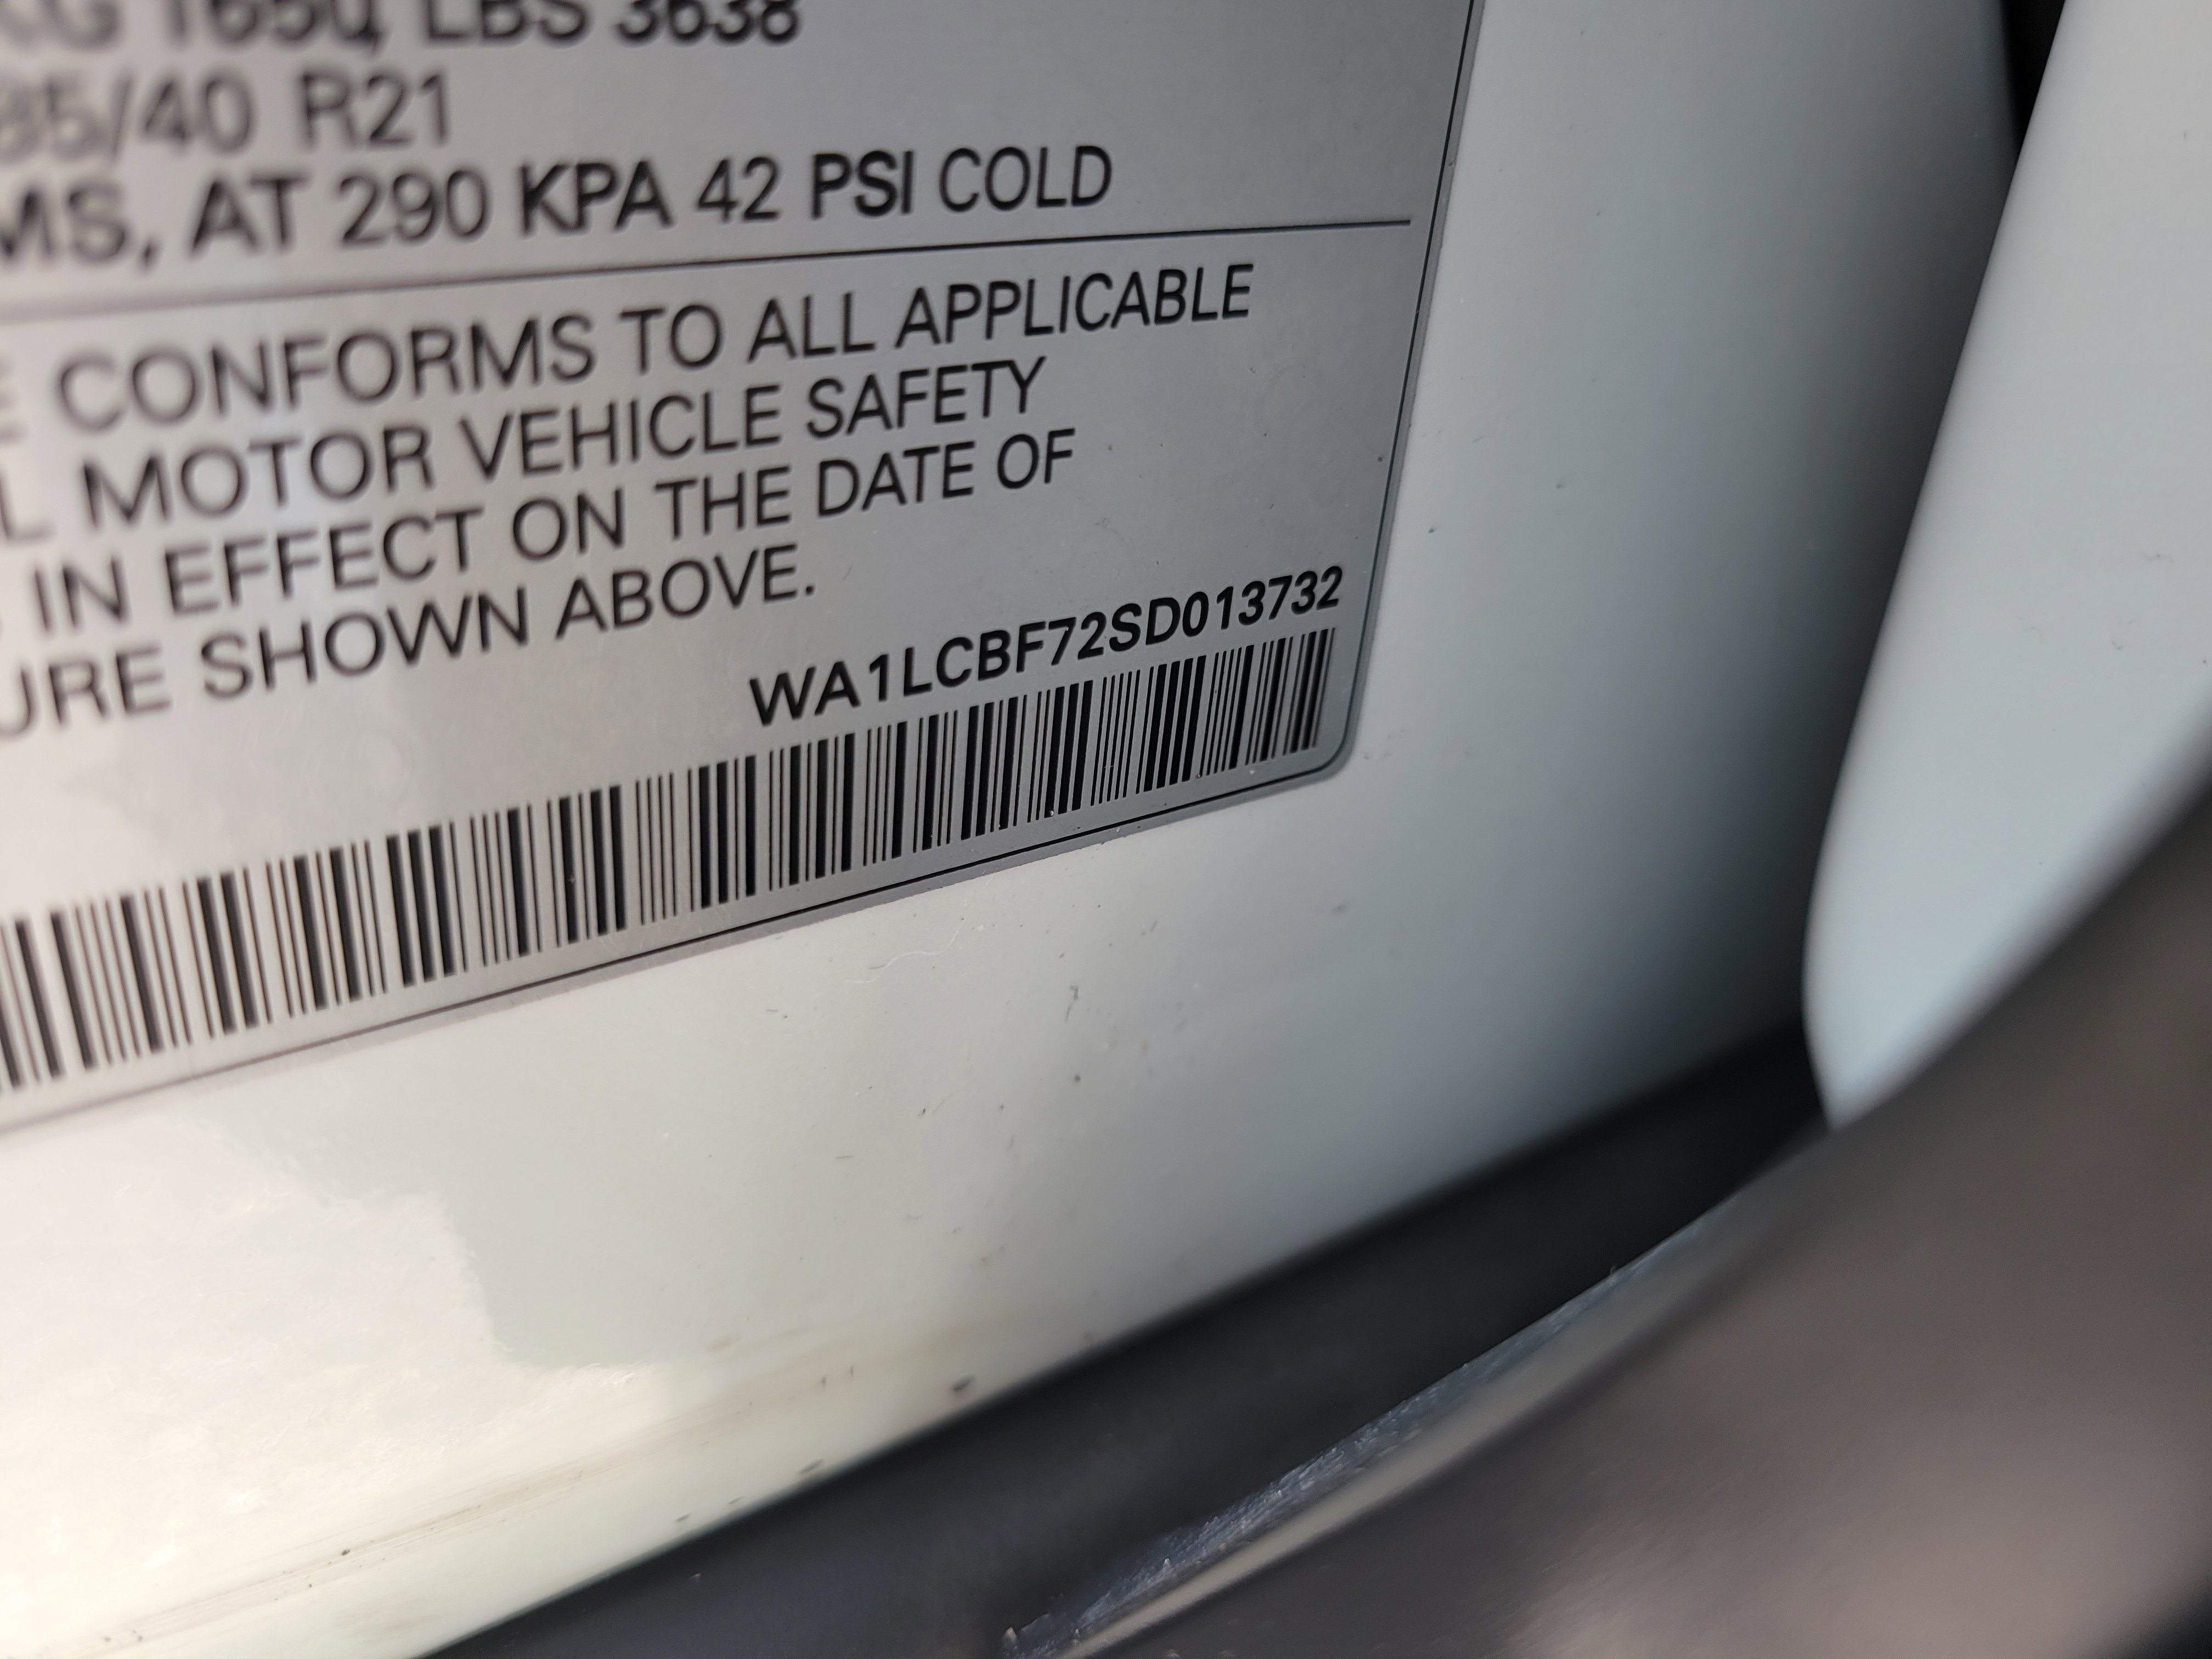 KG 1650, LBS 3638
85/40 R21
MS, AT 290 KPA 42 PSI COLD
E CONFORMS TO ALL APPLICABLE
L MOTOR VEHICLE SAFETY
IN EFFECT ON THE DATE OF
URE SHOWN ABOVE.
WA1LCBF72SD013732